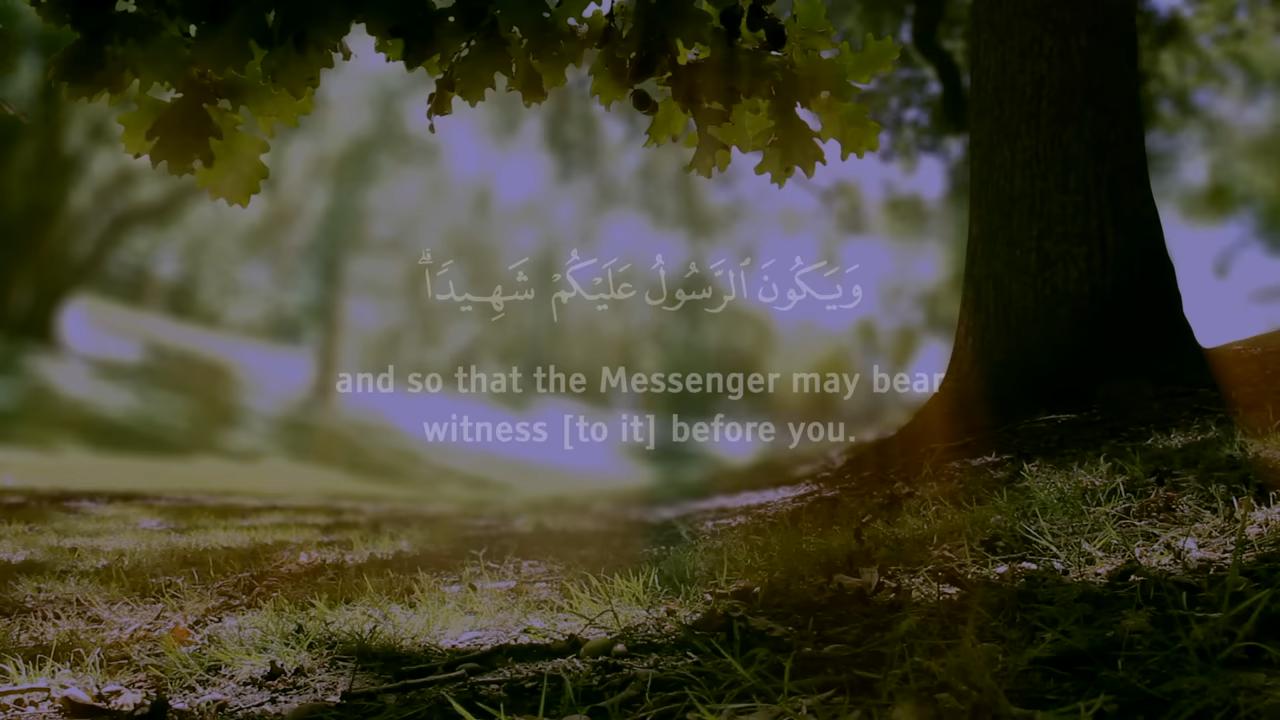 وَيَكُونَ ٱلرَّسُولُ عَلَيْكُمْ شَهِيدًاۗ
and so that the Messenger may bear
witness [to it] before you.